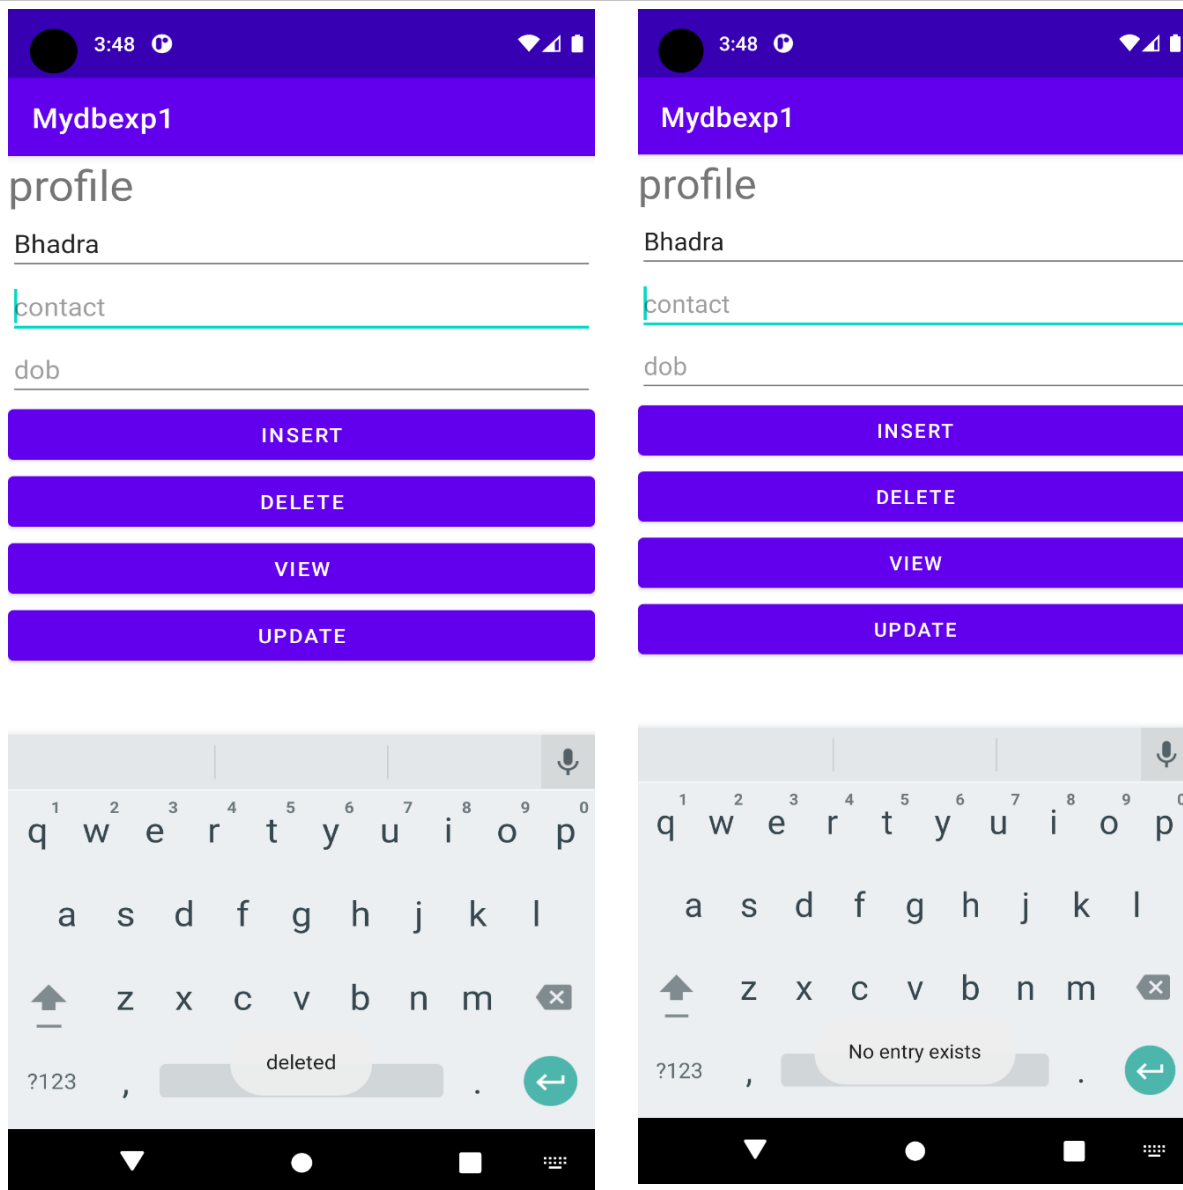 3:48
Mydbexp1
profile
Bhadra
contact
dob
INSERT
DELETE
VIEW
UPDATE
1 2 3 4 5 6 7 8 9 0
q w e r t y u i o p
a s d f g h j k l
z x c v b n m
deleted
?123 , .
3:48
Mydbexp1
profile
Bhadra
contact
dob
INSERT
DELETE
VIEW
UPDATE
1 2 3 4 5 6 7 8 9 0
q w e r t y u i o p
a s d f g h j k l
z x c v b n m
No entry exists
?123 , .